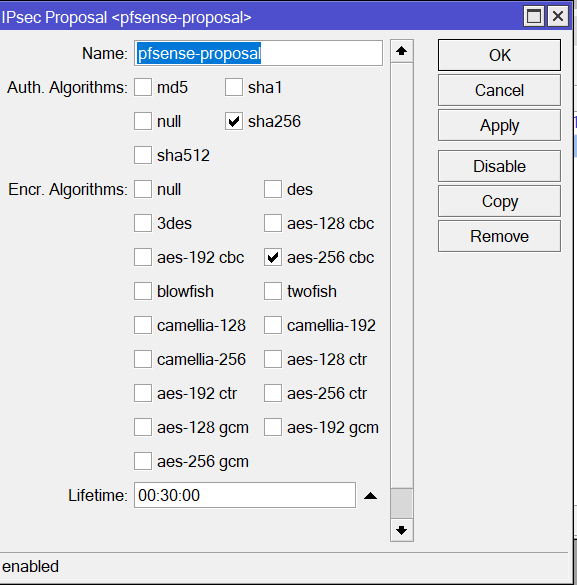 IPsec Proposal <pfsense-proposal>
Name: pfsense-proposal
OK
Auth. Algorithms: md5 sha1
Cancel
null sha256
Apply
sha512
Disable
Encr. Algorithms: null des
Copy
3des aes-128 cbc
Remove
aes-192 cbc aes-256 cbc
blowfish twofish
camellia-128 camellia-192
camellia-256 aes-128 ctr
aes-192 ctr aes-256 ctr
aes-128 gcm aes-192 gcm
aes-256 gcm
Lifetime: 00:30:00
enabled